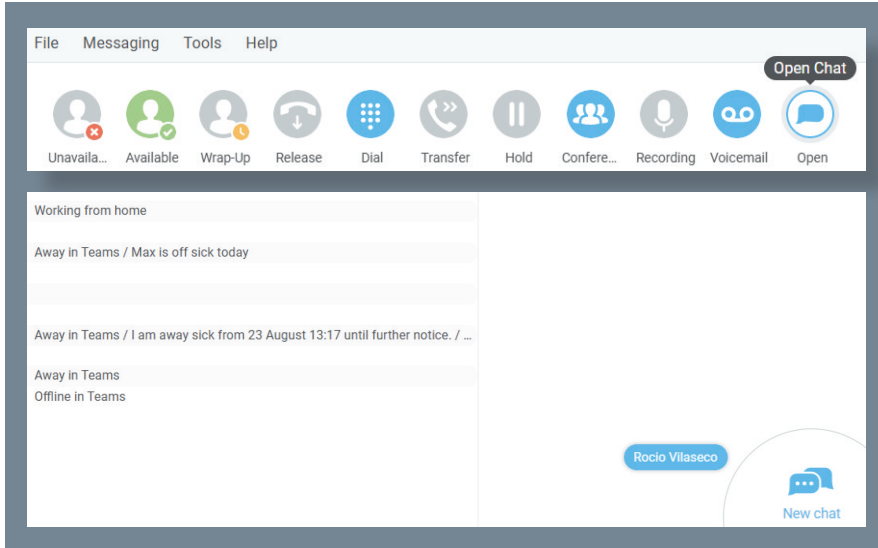 File Messaging Tools Help
Open Chat
Unavaila... Available Wrap-Up Release Dial Transfer Hold Confere... Recording Voicemail Open
Working from home
Away in Teams / Max is off sick today
Away in Teams / I am away sick from 23 August 13:17 until further notice. / ...
Away in Teams
Offline in Teams
Rocio Vilaseco
New chat